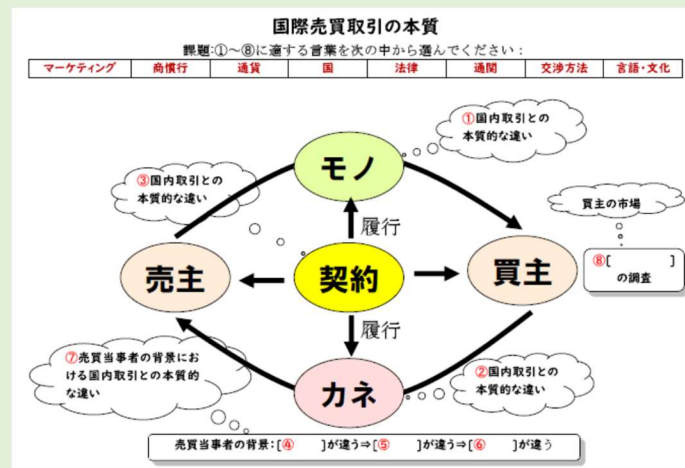 国際売買取引の本質
課題:①～⑧に適する言葉を次の中から選んでください：
マーケティング 商慣行 通貨 国 法律 通関 交渉方法 言語・文化
①国内取引との
本質的な違い
モノ
③国内取引との
本質的な違い
買主の市場
履行
売主
契約
買主
⑧[ ]
の調査
履行
⑦売買当事者の背景にお
ける国内取引との本質的
な違い
カネ
②国内取引との
本質的な違い
売買当事者の背景：[④ ]が違う⇒[⑤ ]が違う⇒[⑥ ]が違う